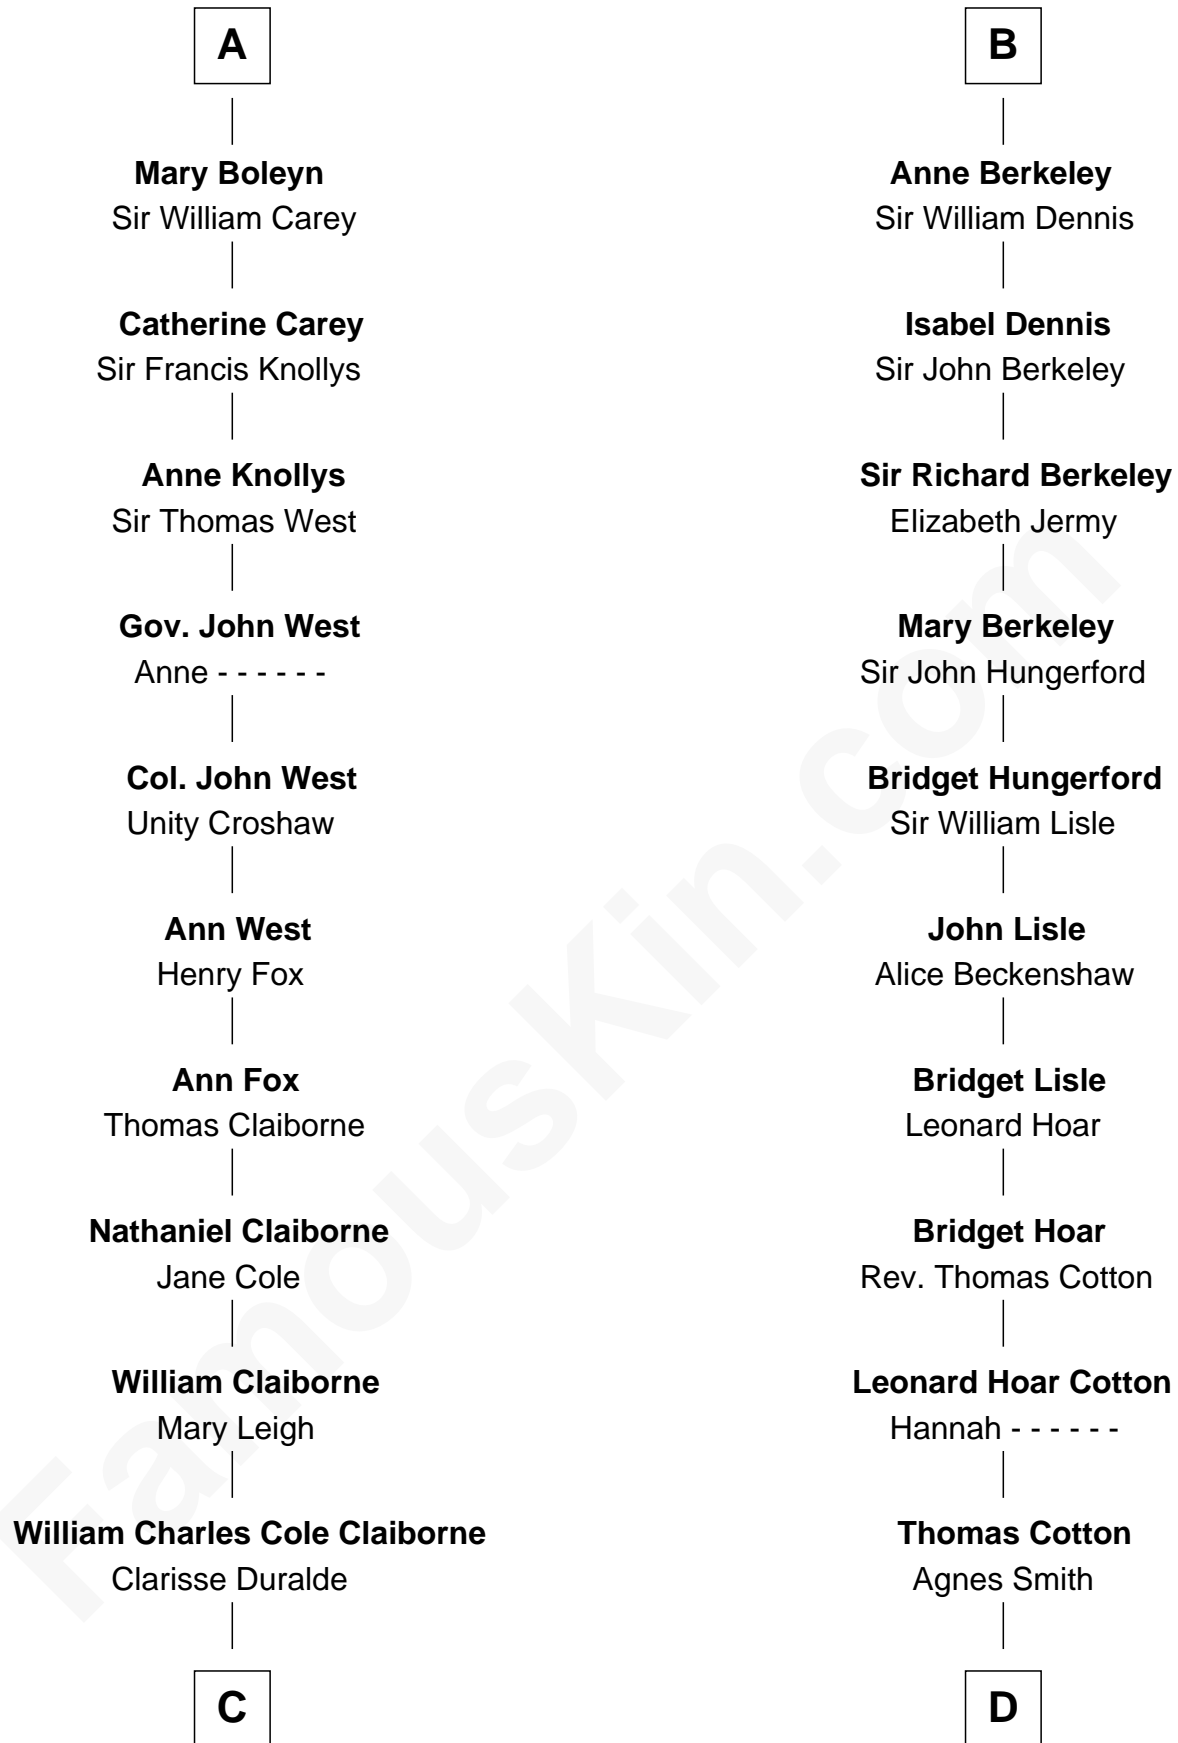 A
Mary Boleyn
Sir William Carey
Catherine Carey
Sir Francis Knollys
Anne Knollys
Sir Thomas West
Gov. John West
Anne - - - - - -
Col. John West
Unity Croshaw
Ann West
Henry Fox
Ann Fox
Thomas Claiborne
Nathaniel Claiborne
Jane Cole
William Claiborne
Mary Leigh
William Charles Cole Claiborne
Clarisse Duralde
C
B
Anne Berkeley
Sir William Dennis
Isabel Dennis
Sir John Berkeley
Sir Richard Berkeley
Elizabeth Jermy
Mary Berkeley
Sir John Hungerford
Bridget Hungerford
Sir William Lisle
John Lisle
Alice Beckenshaw
Bridget Lisle
Leonard Hoar
Bridget Hoar
Rev. Thomas Cotton
Leonard Hoar Cotton
Hannah - - - - - -
Thomas Cotton
Agnes Smith
D
FamousKin.com